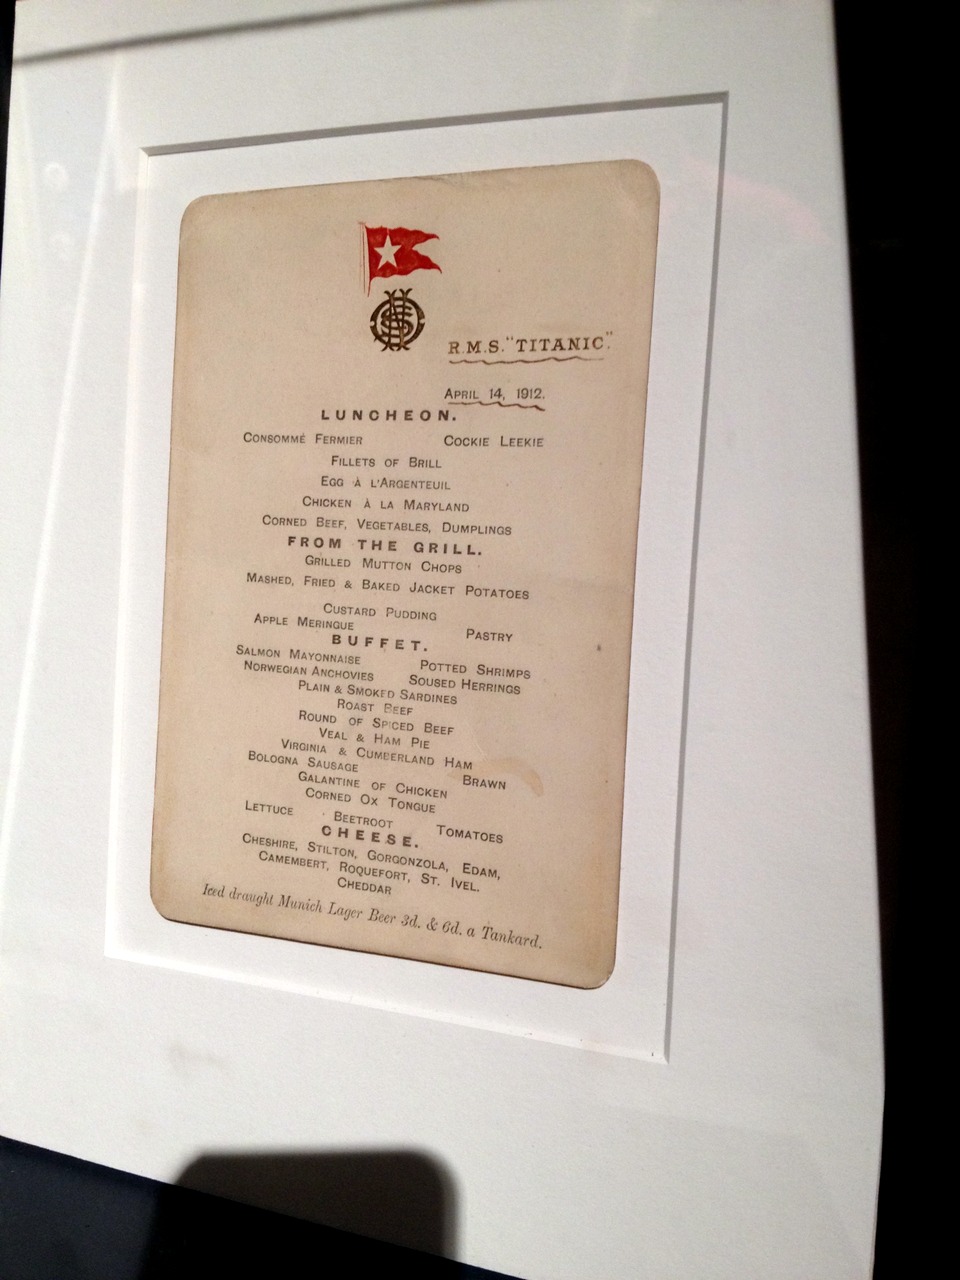 R.M.S. "TITANIC."
APRIL 14, 1912.
LUNCHEON.
CONSOMMÉ FERMIER COCKIE LEEKIE
FILLETS OF BRILL
EGG À L'ARGENTEUIL
CHICKEN À LA MARYLAND
CORNED BEEF, VEGETABLES, DUMPLINGS
FROM THE GRILL.
GRILLED MUTTON CHOPS
MASHED, FRIED & BAKED JACKET POTATOES
CUSTARD PUDDING
APPLE MERINGUE PASTRY
BUFFET.
SALMON MAYONNAISE POTTED SHRIMPS
NORWEGIAN ANCHOVIES SOUSED HERRINGS
PLAIN & SMOKED SARDINES
ROAST BEEF
ROUND OF SPICED BEEF
VEAL & HAM PIE
VIRGINIA & CUMBERLAND HAM
BOLOGNA SAUSAGE BRAWN
GALANTINE OF CHICKEN
CORNED OX TONGUE
LETTUCE BEETROOT TOMATOES
CHEESE.
CHESHIRE, STILTON, GORGONZOLA, EDAM,
CAMEMBERT, ROQUEFORT, ST. IVEL.
CHEDDAR
Iced draught Munich Lager Beer 3d. & 6d. a Tankard.